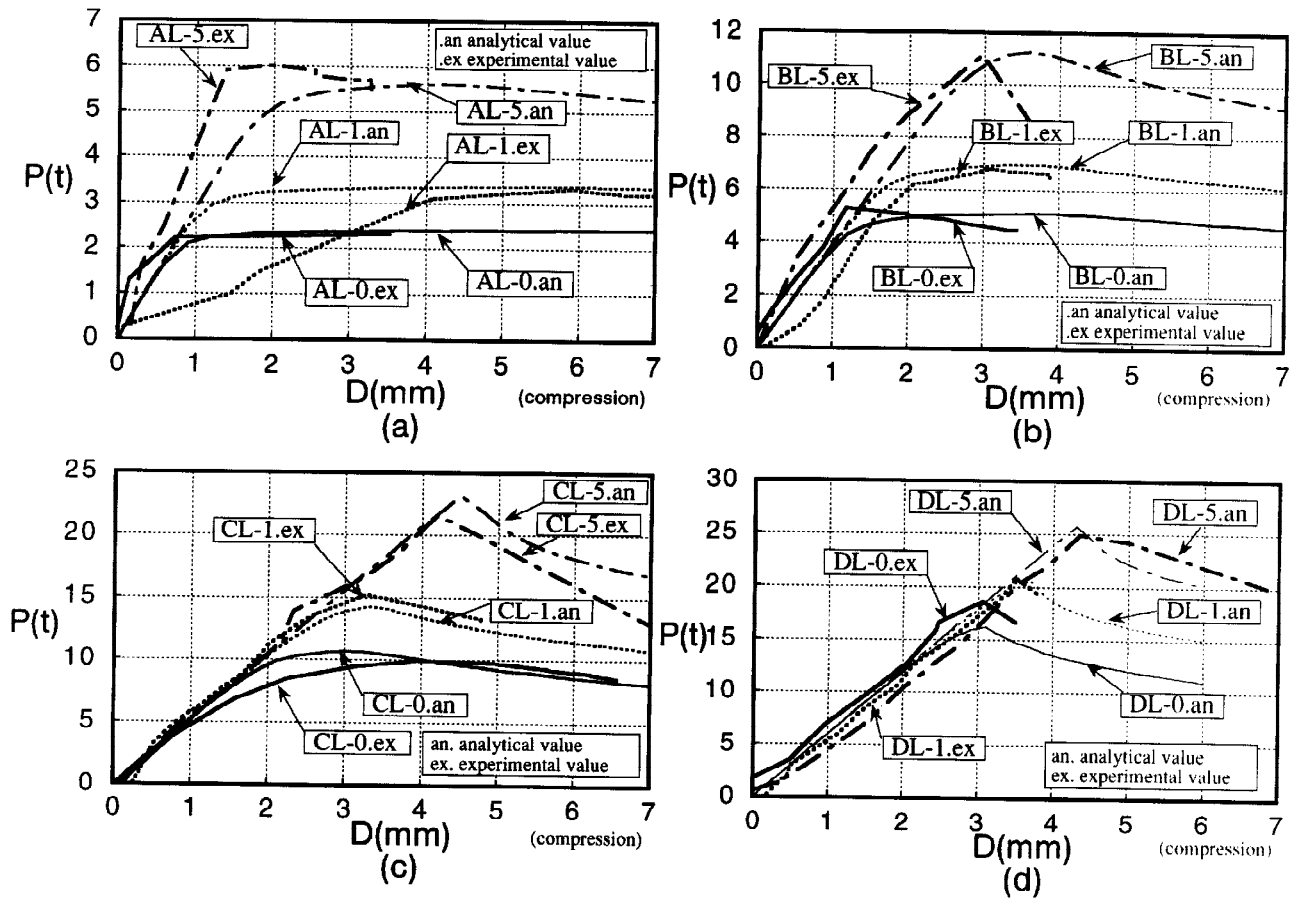 7
6
5
4
3
2
1
0
P(t)
AL-5.ex
.an analytical value
.ex experimental value
AL-5.an
AL-1.an
AL-1.ex
AL-0.ex
AL-0.an
0 1 2 3 4 5 6 7
D(mm) (compression)
(a)
12
10
8
6
4
2
0
P(t)
BL-5.ex
BL-5.an
BL-1.ex
BL-1.an
BL-0.ex
BL-0.an
.an analytical value
.ex experimental value
0 1 2 3 4 5 6 7
D(mm) (compression)
(b)
25
20
15
10
5
0
P(t)
CL-5.an
CL-5.ex
CL-1.ex
CL-1.an
CL-0.an
CL-0.ex
an. analytical value
ex. experimental value
0 1 2 3 4 5 6 7
D(mm) (compression)
(c)
30
25
20
15
10
5
0
P(t)
DL-5.an
DL-5.an
DL-0.ex
DL-1.an
DL-0.an
DL-1.ex
an. analytical value
ex. experimental value
0 1 2 3 4 5 6 7
D(mm) (compression)
(d)